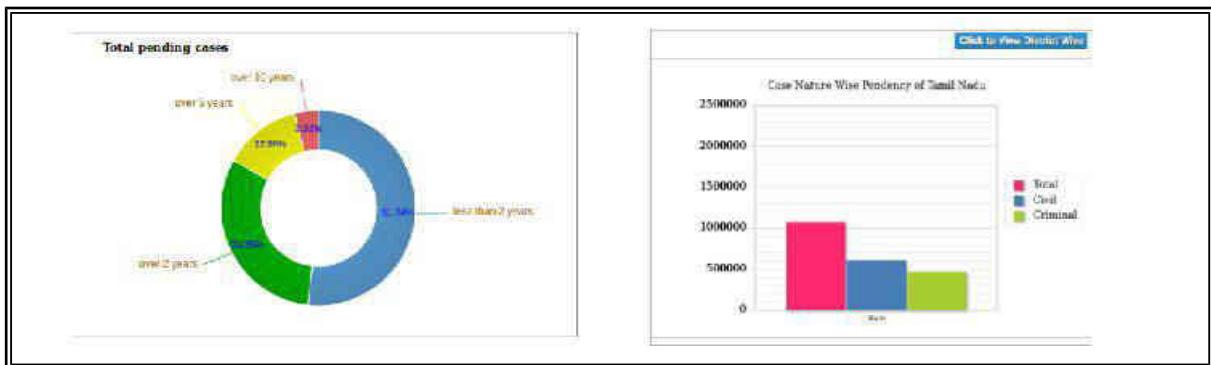 Total pending cases
over 10 years
over 5 years
less than 2 years
over 2 years
Click to View District Wise
Case Nature Wise Pendency of Tamil Nadu
2500000
2000000
1500000
1000000
500000
0
Total
Civil
Criminal